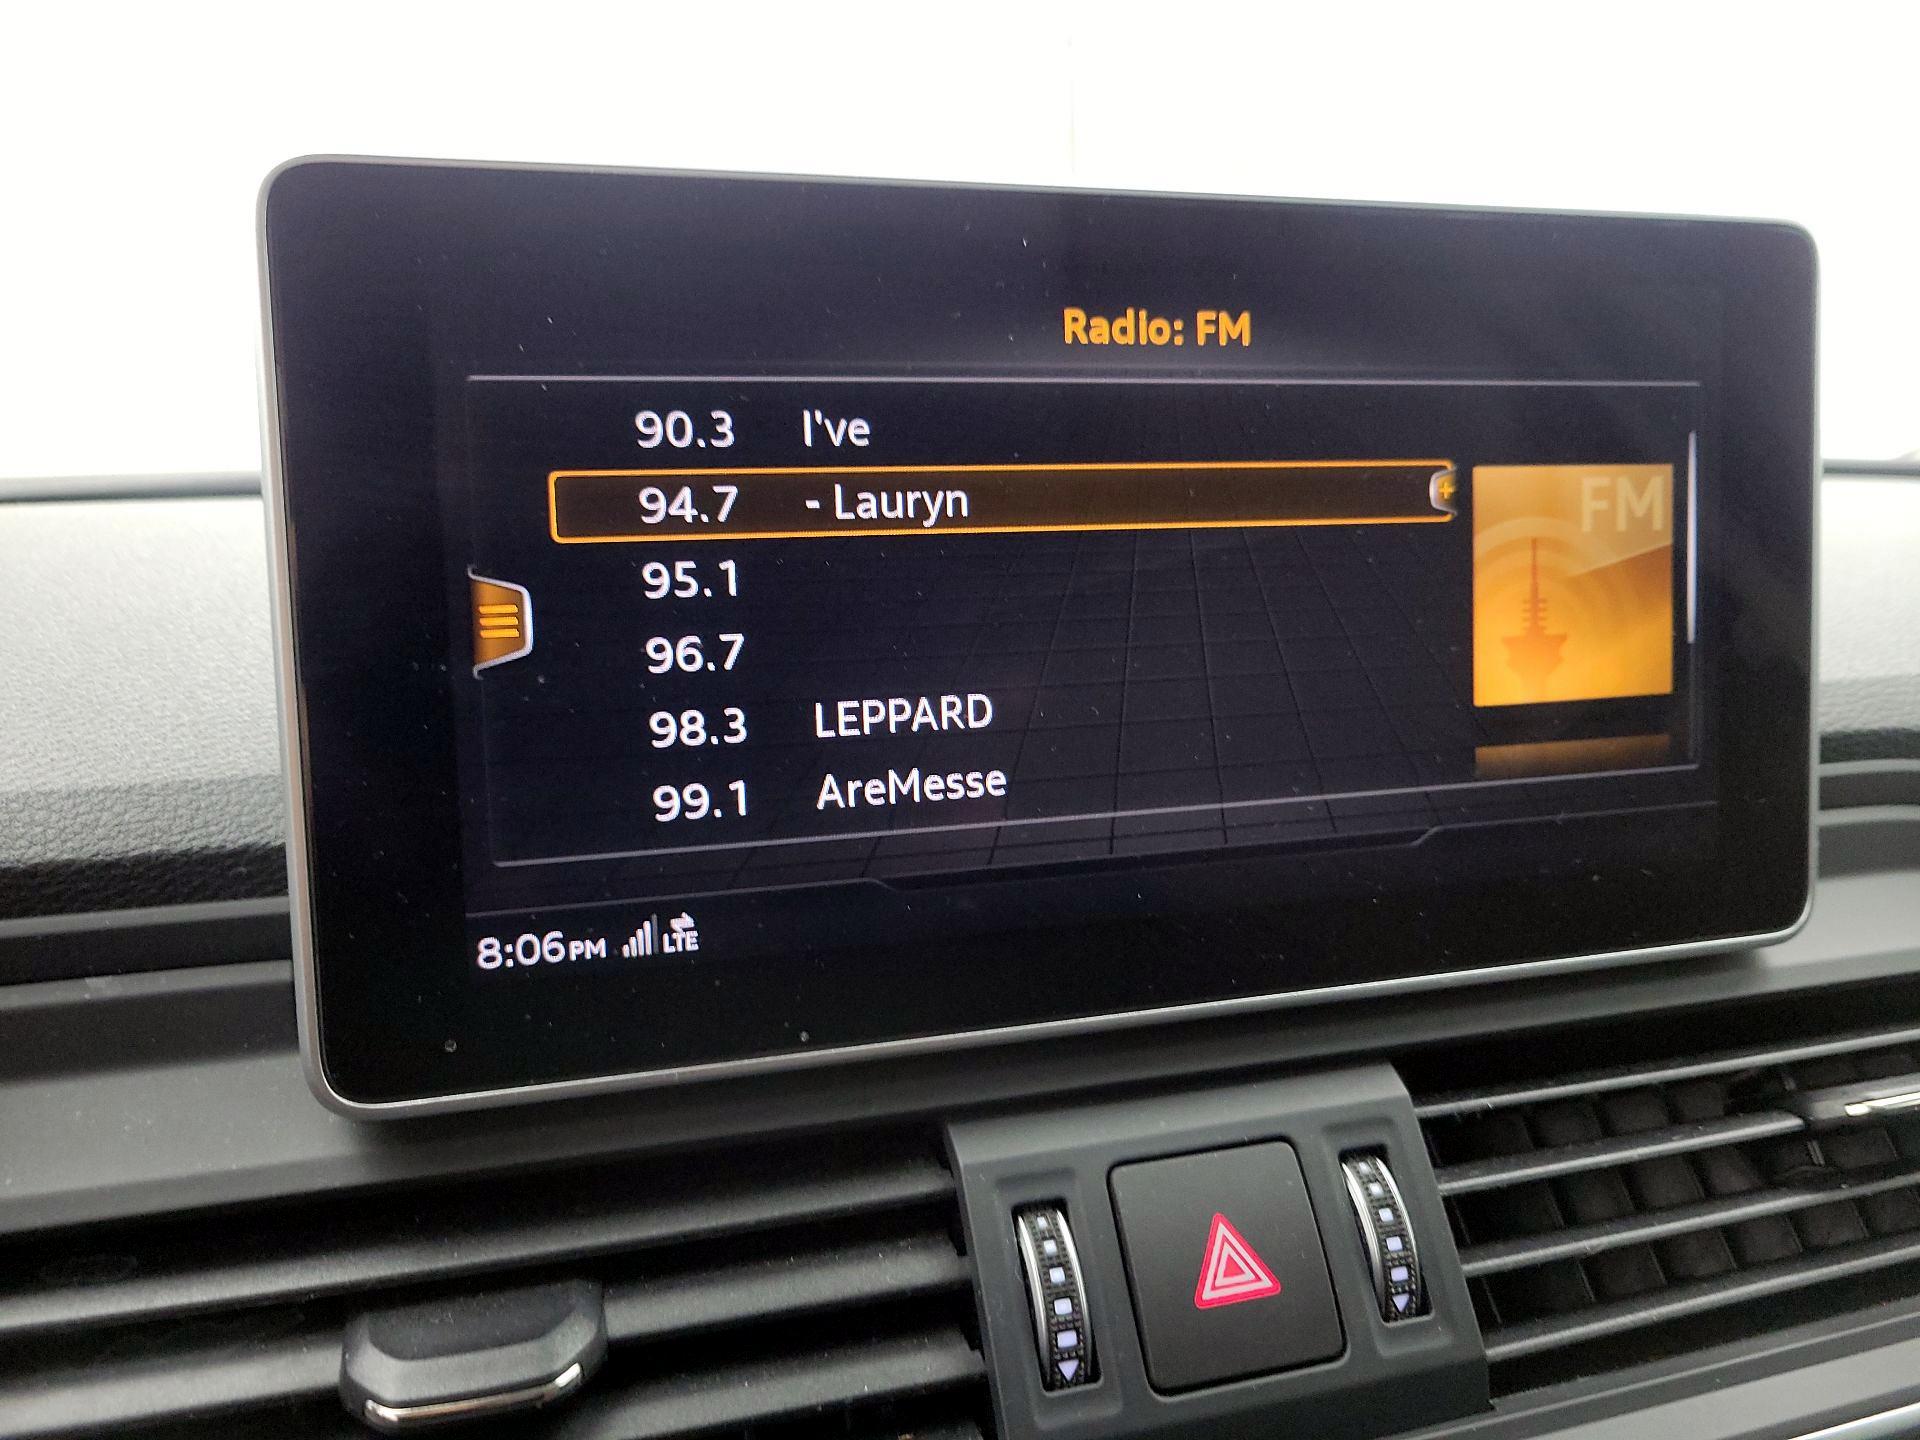 Radio: FM
90.3 I've
94.7 - Lauryn
FM
95.1
96.7
98.3 LEPPARD
99.1 AreMesse
8:06PM LTE